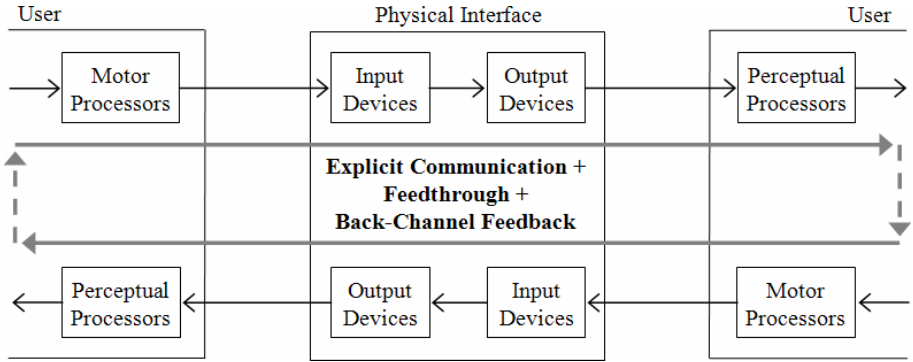 User
Physical Interface
User
Motor
Processors
Input
Devices
Output
Devices
Perceptual
Processors
Explicit Communication +
Feedthrough +
Back-Channel Feedback
Perceptual
Processors
Output
Devices
Input
Devices
Motor
Processors